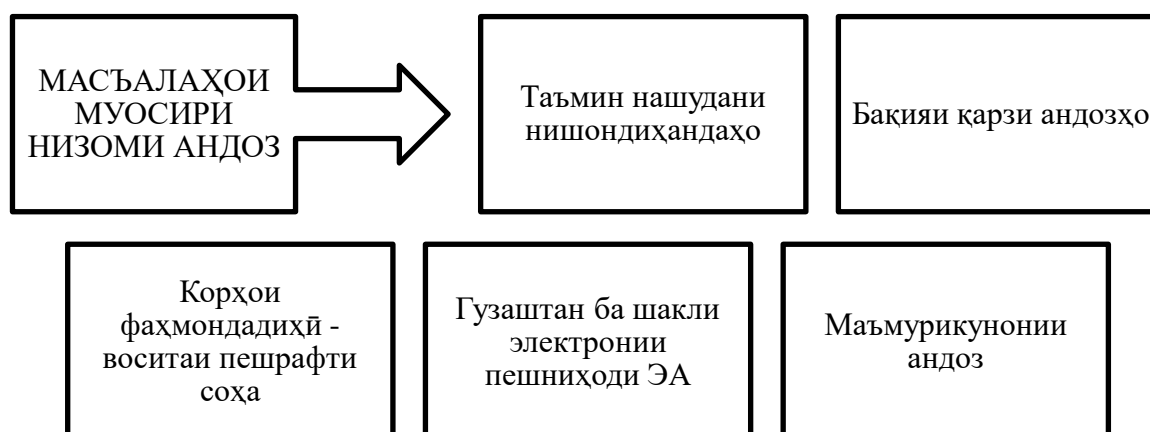 МАСЪАЛАҲОИ
МУОСИРИ
НИЗОМИ АНДОЗ
Таъмин нашудани
нишондиҳандаҳо
Бақияи қарзи андозҳо
Корҳои
фаҳмондадиҳӣ -
воситаи пешрафти
соҳа
Гузаштан ба шакли
электронии
пешниҳоди ЭА
Маъмурикунонии
андоз